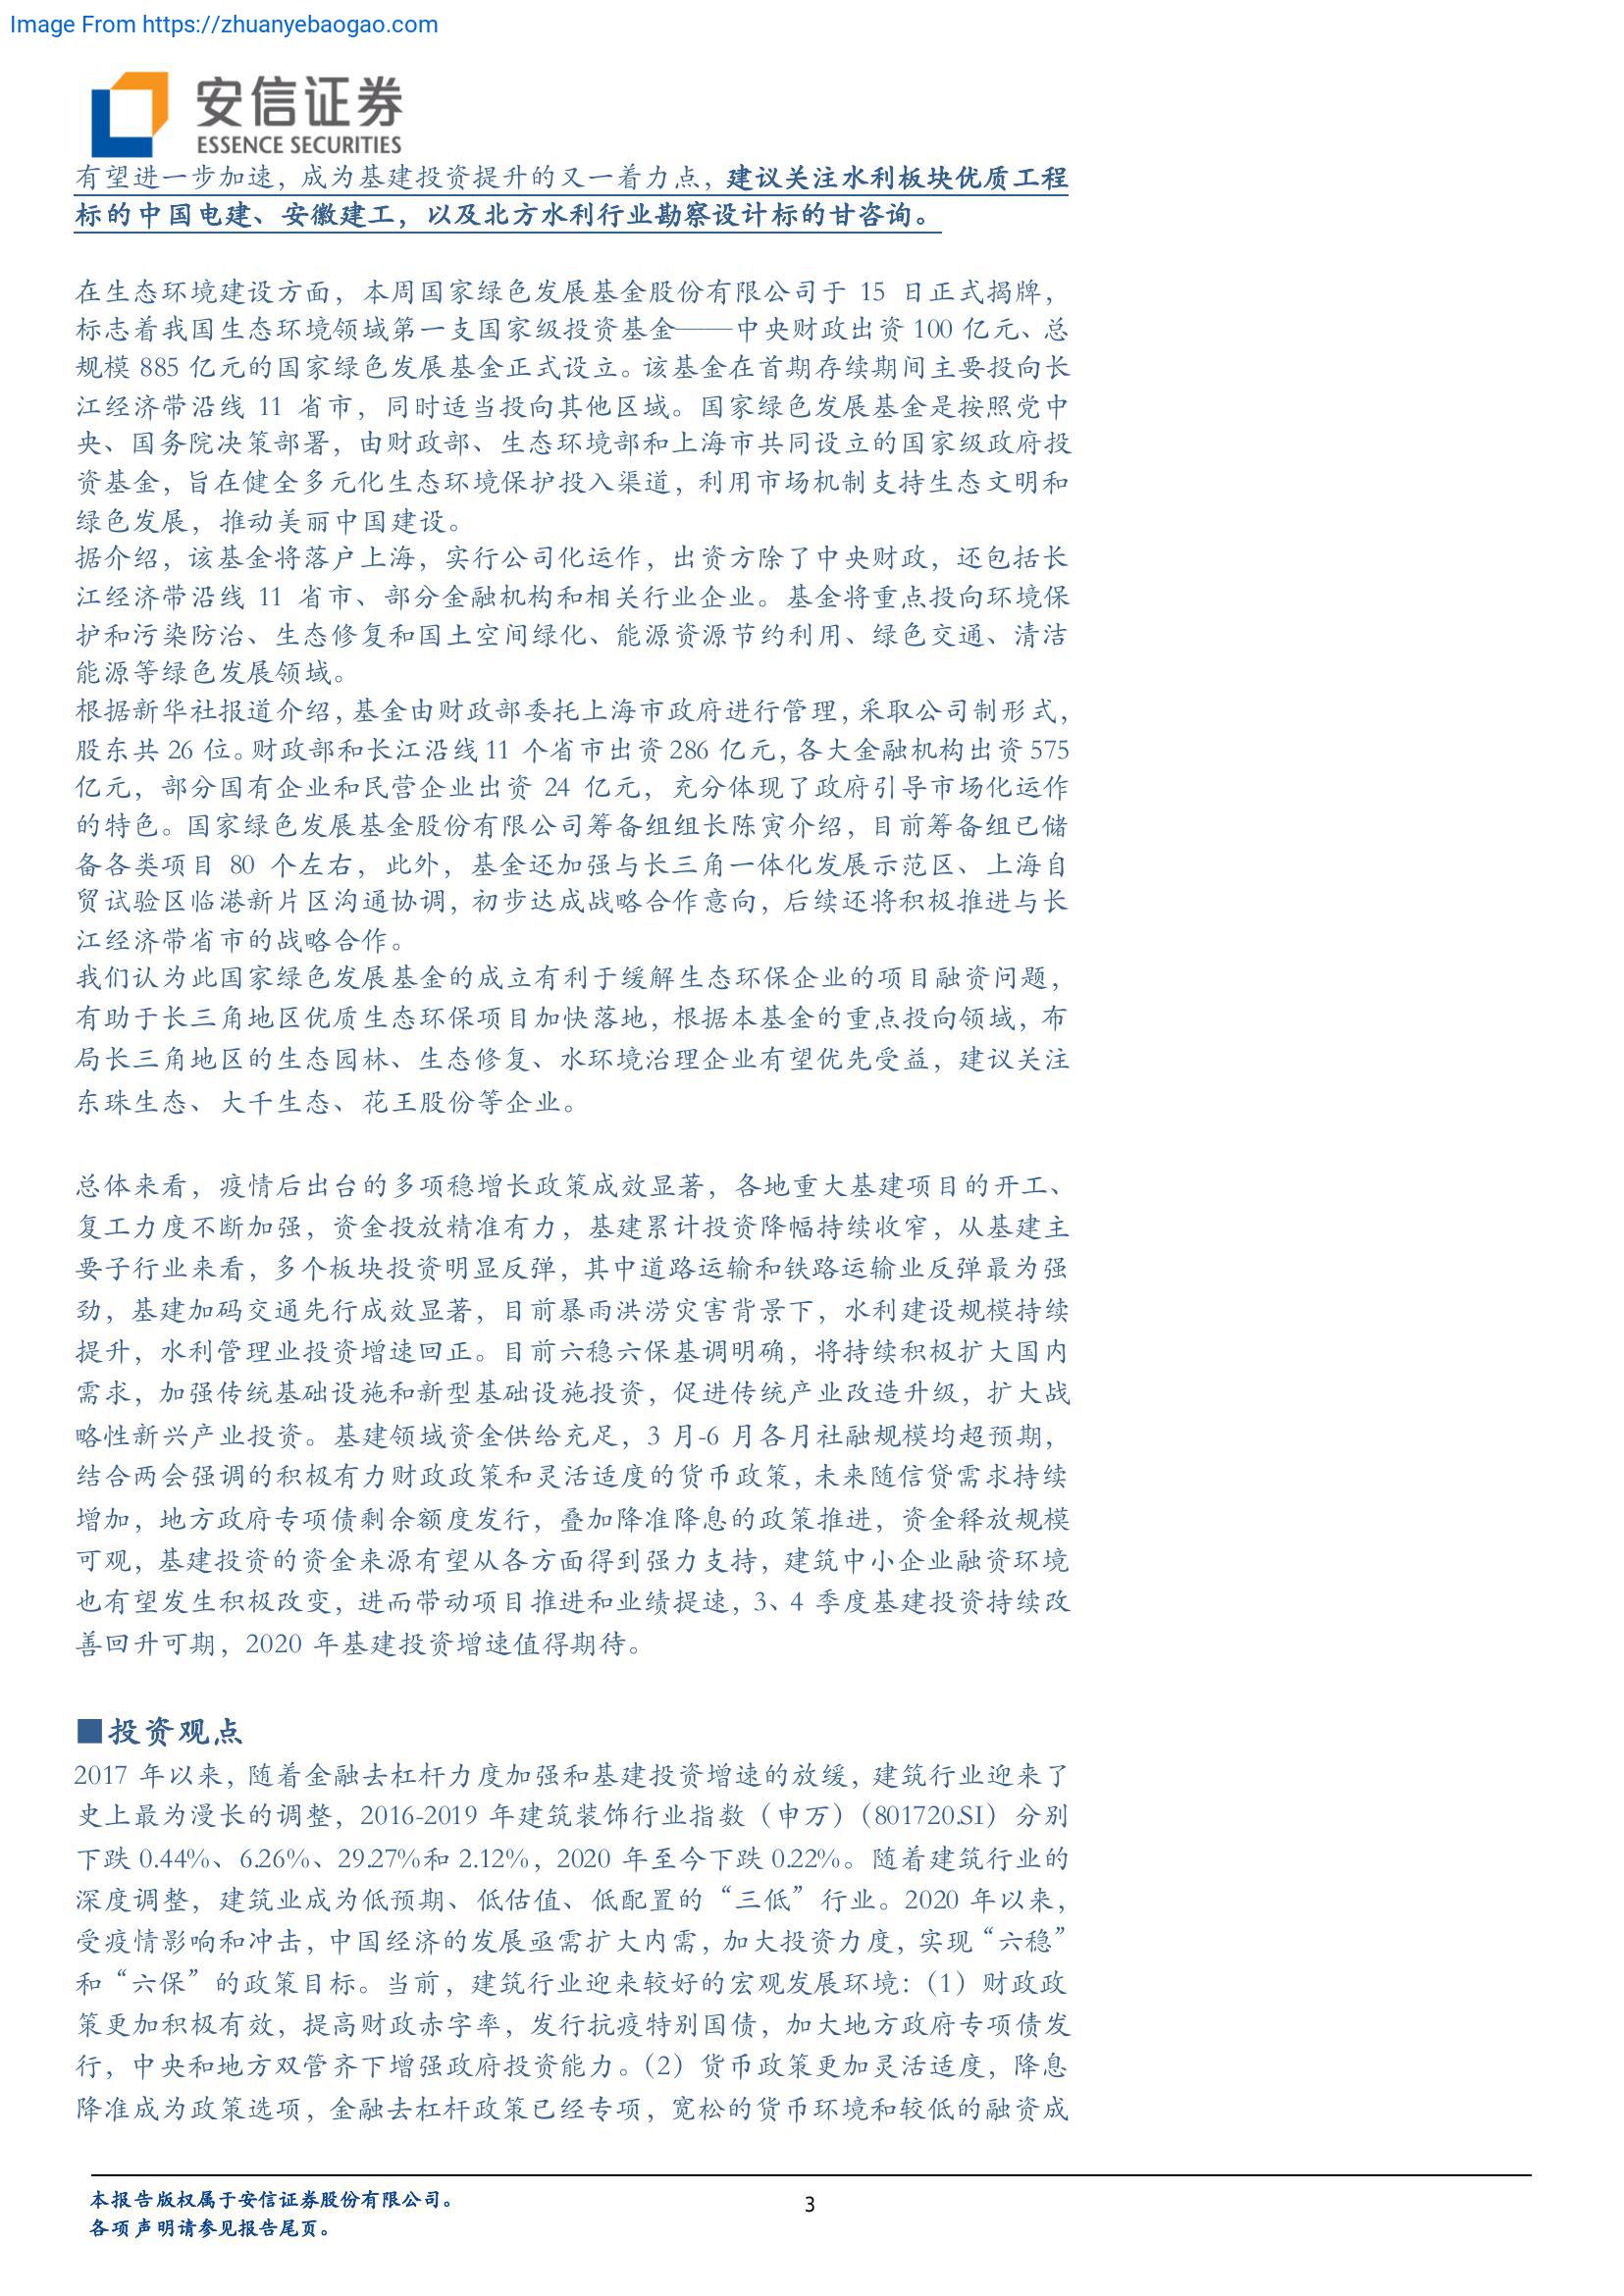 Image From https://zhuanyebaogao.com
安信证券
ESSENCE SECURITIES
有望进一步加速，成为基建投资提升的又一着力点，建议关注水利板块优质工程
标的中国电建、安徽建工，以及北方水利行业勘察设计标的甘咨询。
在生态环境建设方面，本周国家绿色发展基金股份有限公司于 15 日正式揭牌，
标志着我国生态环境领域第一支国家级投资基金——中央财政出资 100 亿元、总
规模 885 亿元的国家绿色发展基金正式设立。该基金在首期存续期间主要投向长
江经济带沿线 11 省市，同时适当投向其他区域。国家绿色发展基金是按照党中
央、国务院决策部署，由财政部、生态环境部和上海市共同设立的国家级政府投
资基金，旨在健全多元化生态环境保护投入渠道，利用市场机制支持生态文明和
绿色发展，推动美丽中国建设。
据介绍，该基金将落户上海，实行公司化运作，出资方除了中央财政，还包括长
江经济带沿线 11 省市、部分金融机构和相关行业企业。基金将重点投向环境保
护和污染防治、生态修复和国土空间绿化、能源资源节约利用、绿色交通、清洁
能源等绿色发展领域。
根据新华社报道介绍，基金由财政部委托上海市政府进行管理，采取公司制形式，
股东共 26 位。财政部和长江沿线 11 个省市出资 286 亿元，各大金融机构出资 575
亿元，部分国有企业和民营企业出资 24 亿元，充分体现了政府引导市场化运作
的特色。国家绿色发展基金股份有限公司筹备组组长陈寅介绍，目前筹备组已储
备各类项目 80 个左右，此外，基金还加强与长三角一体化发展示范区、上海自
贸试验区临港新片区沟通协调，初步达成战略合作意向，后续还将积极推进与长
江经济带省市的战略合作。
我们认为此国家绿色发展基金的成立有利于缓解生态环保企业的项目融资问题，
有助于长三角地区优质生态环保项目加快落地，根据本基金的重点投向领域，布
局长三角地区的生态园林、生态修复、水环境治理企业有望优先受益，建议关注
东珠生态、大千生态、花王股份等企业。
总体来看，疫情后出台的多项稳增长政策成效显著，各地重大基建项目的开工、
复工力度不断加强，资金投放精准有力，基建累计投资降幅持续收窄，从基建主
要子行业来看，多个板块投资明显反弹，其中道路运输和铁路运输业反弹最为强
劲，基建加码交通先行成效显著，目前暴雨洪涝灾害背景下，水利建设规模持续
提升，水利管理业投资增速回正。目前六稳六保基调明确，将持续积极扩大国内
需求，加强传统基础设施和新型基础设施投资，促进传统产业改造升级，扩大战
略性新兴产业投资。基建领域资金供给充足，3 月-6 月各月社融规模均超预期，
结合两会强调的积极有力财政政策和灵活适度的货币政策，未来随信贷需求持续
增加，地方政府专项债剩余额度发行，叠加降准降息的政策推进，资金释放规模
可观，基建投资的资金来源有望从各方面得到强力支持，建筑中小企业融资环境
也有望发生积极改变，进而带动项目推进和业绩提速，3、4 季度基建投资持续改
善回升可期，2020 年基建投资增速值得期待。
■投资观点
2017 年以来，随着金融去杠杆力度加强和基建投资增速的放缓，建筑行业迎来了
史上最为漫长的调整，2016-2019 年建筑装饰行业指数（申万）（801720.SI）分别
下跌 0.44%、6.26%、29.27%和 2.12%，2020 年至今下跌 0.22%。随着建筑行业的
深度调整，建筑业成为低预期、低估值、低配置的“三低”行业。2020 年以来，
受疫情影响和冲击，中国经济的发展亟需扩大内需，加大投资力度，实现“六稳”
和“六保”的政策目标。当前，建筑行业迎来较好的宏观发展环境：（1）财政政
策更加积极有效，提高财政赤字率，发行抗疫特别国债，加大地方政府专项债发
行，中央和地方双管齐下增强政府投资能力。（2）货币政策更加灵活适度，降息
降准成为政策选项，金融去杠杆政策已经专项，宽松的货币环境和较低的融资成
本报告版权属于安信证券股份有限公司。
各项声明请参见报告尾页。
3